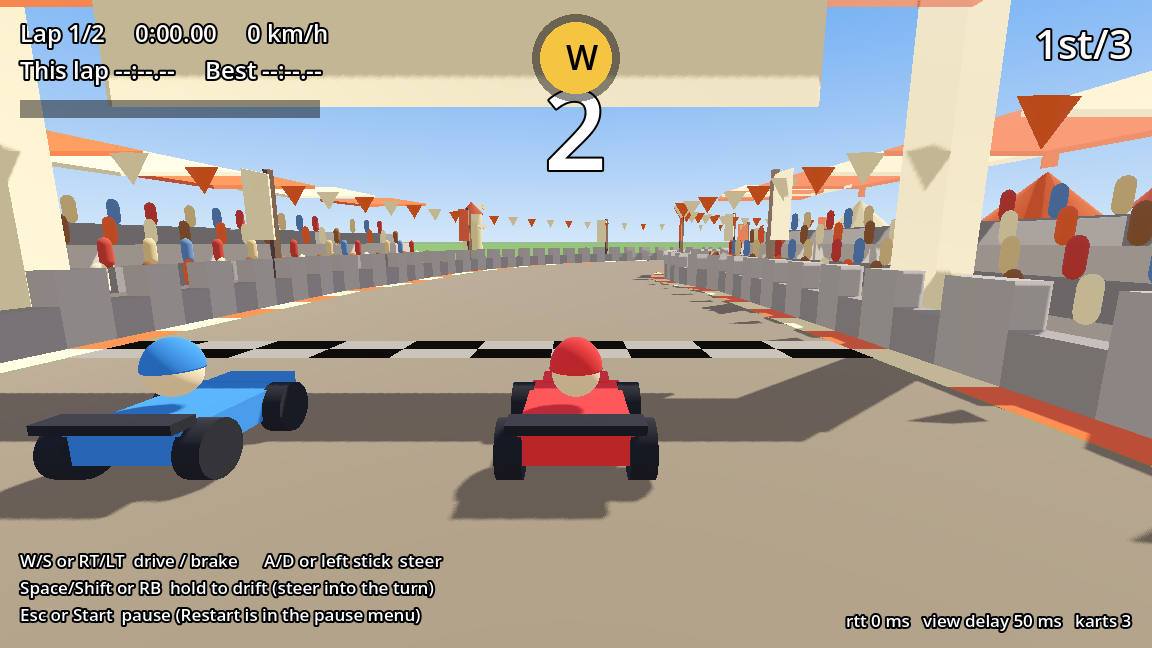 Lap 1/2 0:00.00 0 km/h
This lap --:--.-- Best --:--.--
W
2
1st/3
W/S or RT/LT drive / brake A/D or left stick steer
Space/Shift or RB hold to drift (steer into the turn)
Esc or Start pause (Restart is in the pause menu)
rtt 0 ms view delay 50 ms karts 3